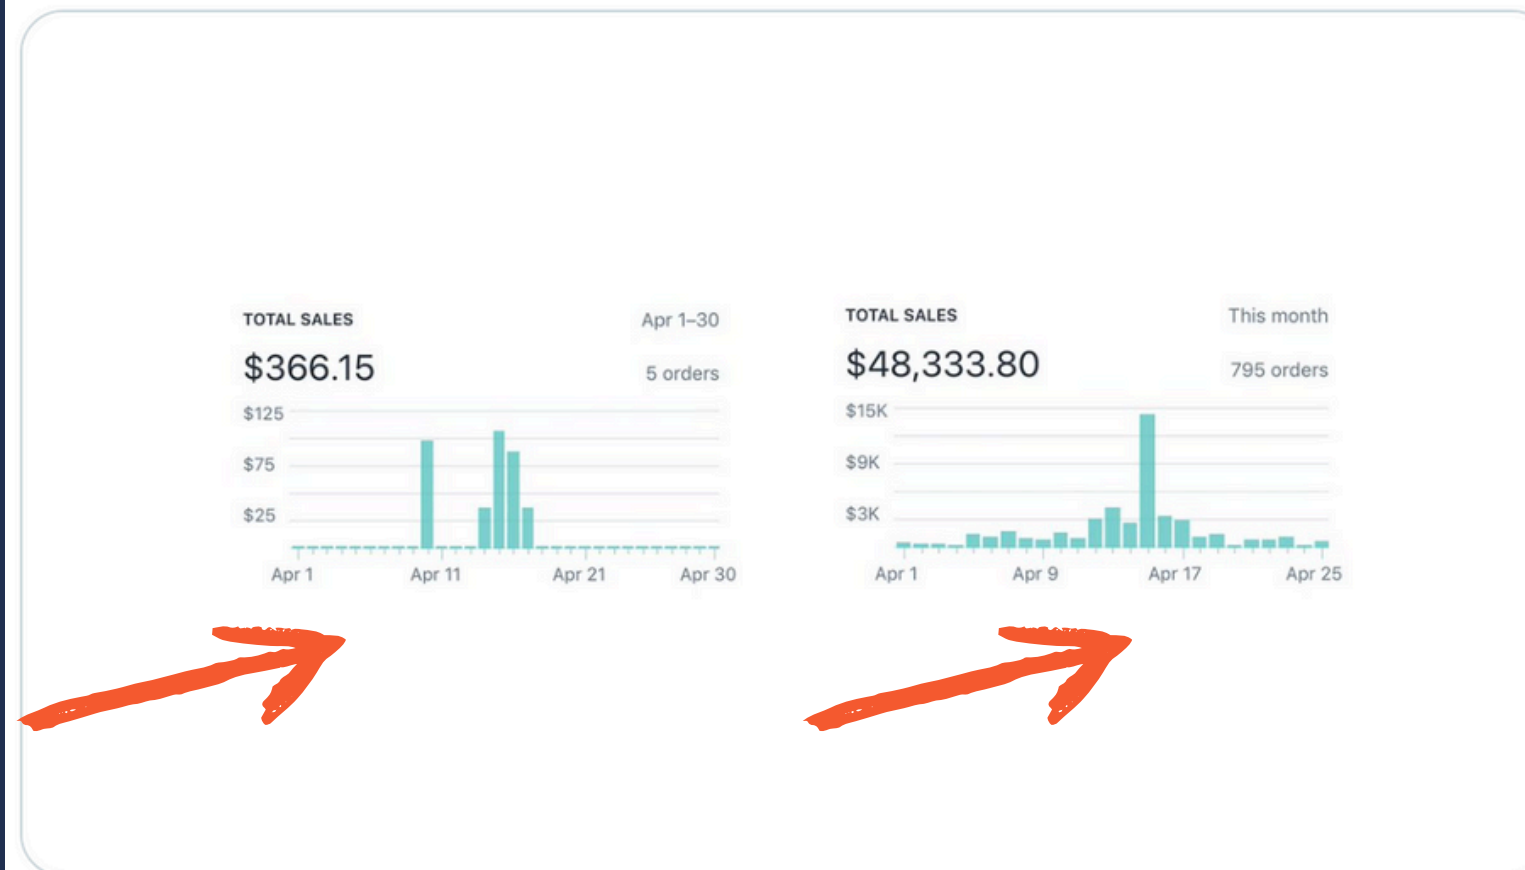 TOTAL SALES Apr 1–30
$366.15 5 orders
$125
$75
$25
Apr 1 Apr 11 Apr 21 Apr 30
TOTAL SALES This month
$48,333.80 795 orders
$15K
$9K
$3K
Apr 1 Apr 9 Apr 17 Apr 25